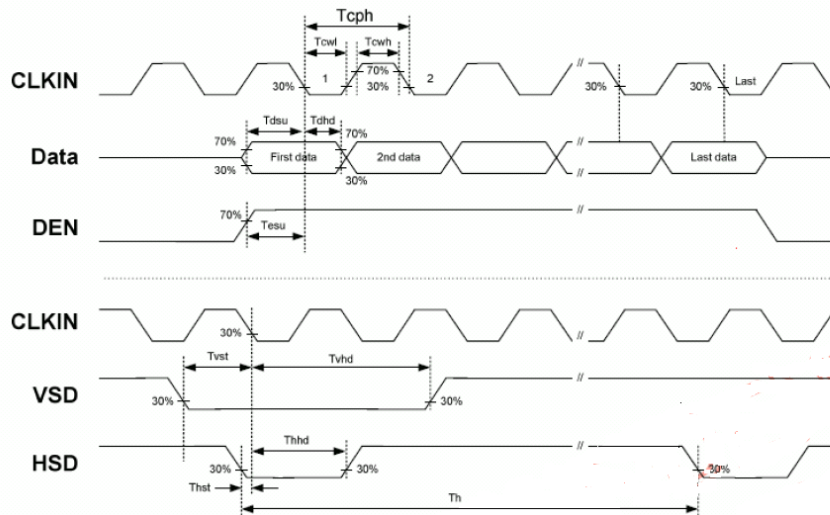 Tcph
Tcwl Tcwh
CLKIN 30% 1 70% 30% 2 // 30% 30% Last
Tdsu Tdhd
70% 70%
Data First data 2nd data // Last data
30% 30%
DEN 70% //
Tesu
CLKIN 30% //
Tvst Tvhd
VSD 30% 30% //
Thhd
HSD 30% 30% // 30%
Thst
Th